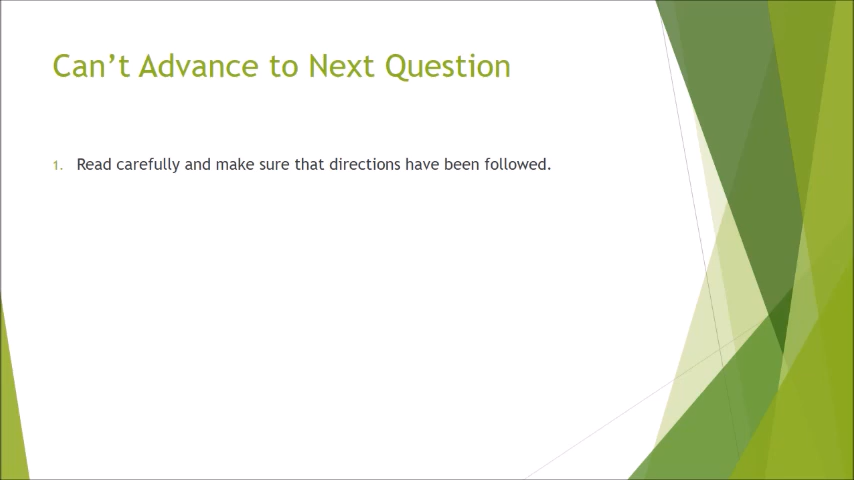 Can’t Advance to Next Question
1. Read carefully and make sure that directions have been followed.